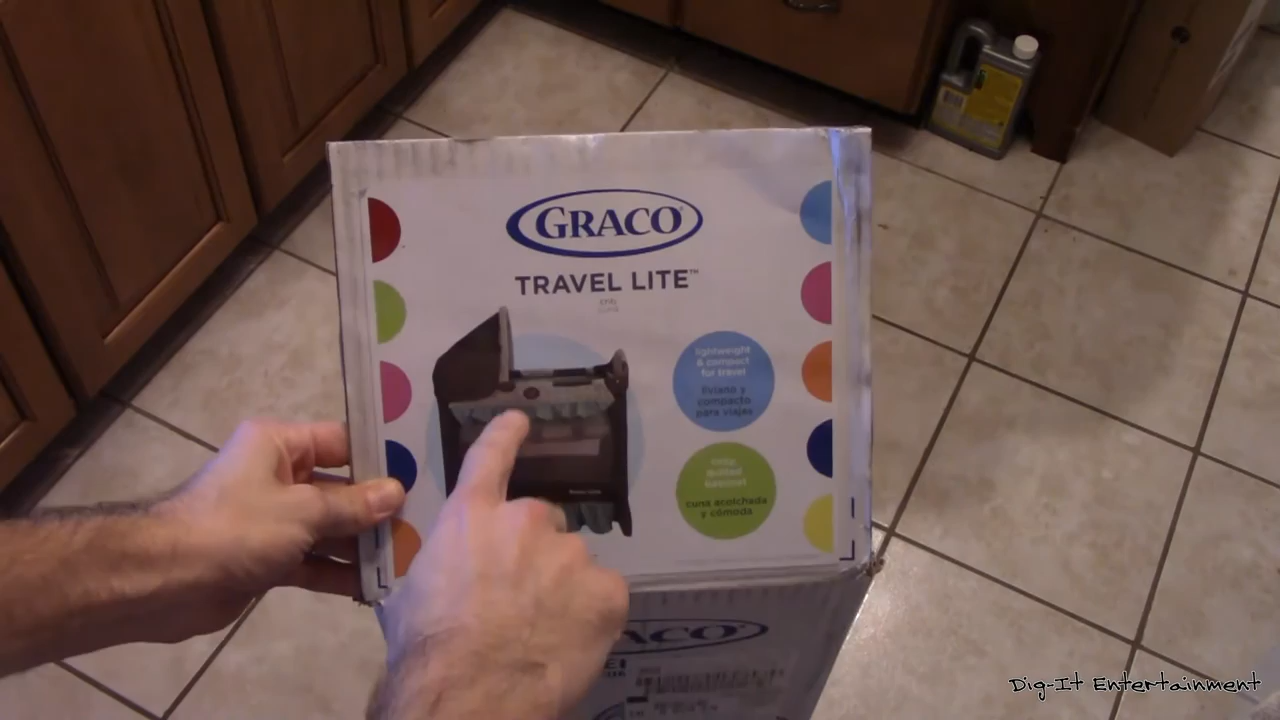 GRACO
TRAVEL LITE™
lightweight
& compact
for travel
liviano y
compacto
para viajes
cozy,
quilted
bassinet
cuna acolchada
y cómoda
ACO
Dig-It Entertainment